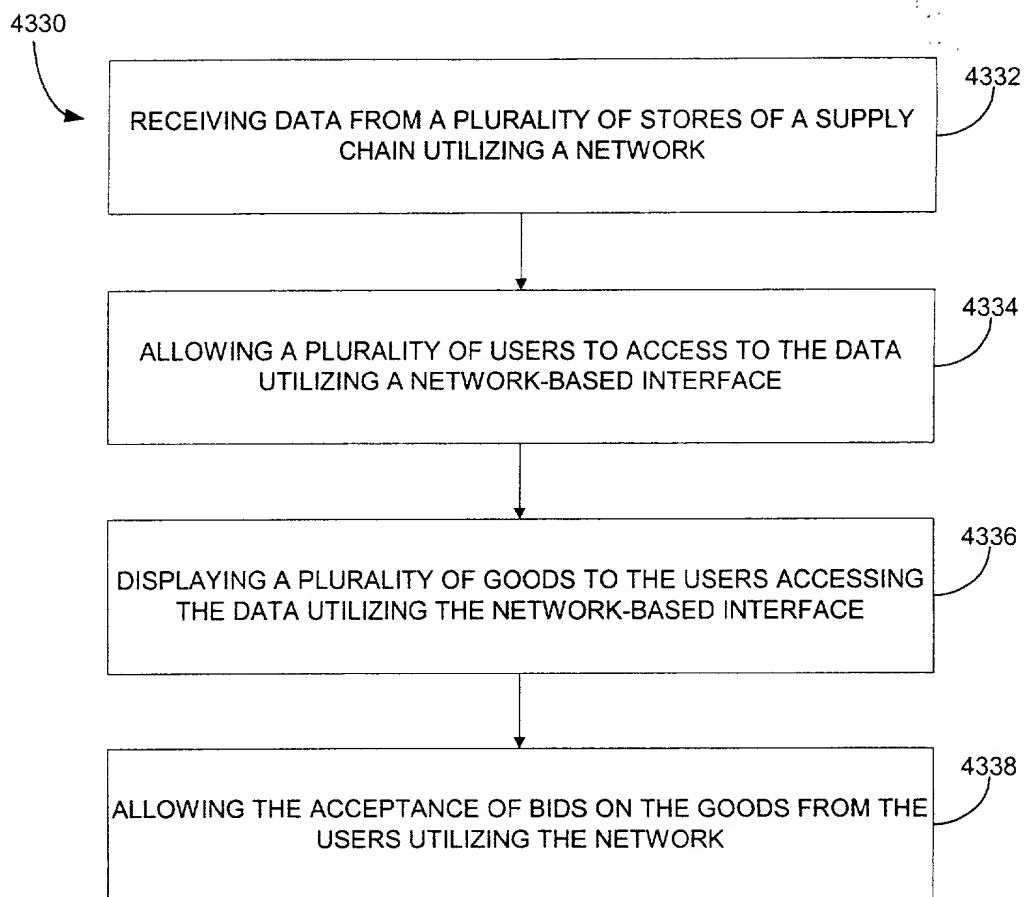 4330
4332
RECEIVING DATA FROM A PLURALITY OF STORES OF A SUPPLY
CHAIN UTILIZING A NETWORK
4334
ALLOWING A PLURALITY OF USERS TO ACCESS TO THE DATA
UTILIZING A NETWORK-BASED INTERFACE
4336
DISPLAYING A PLURALITY OF GOODS TO THE USERS ACCESSING
THE DATA UTILIZING THE NETWORK-BASED INTERFACE
4338
ALLOWING THE ACCEPTANCE OF BIDS ON THE GOODS FROM THE
USERS UTILIZING THE NETWORK